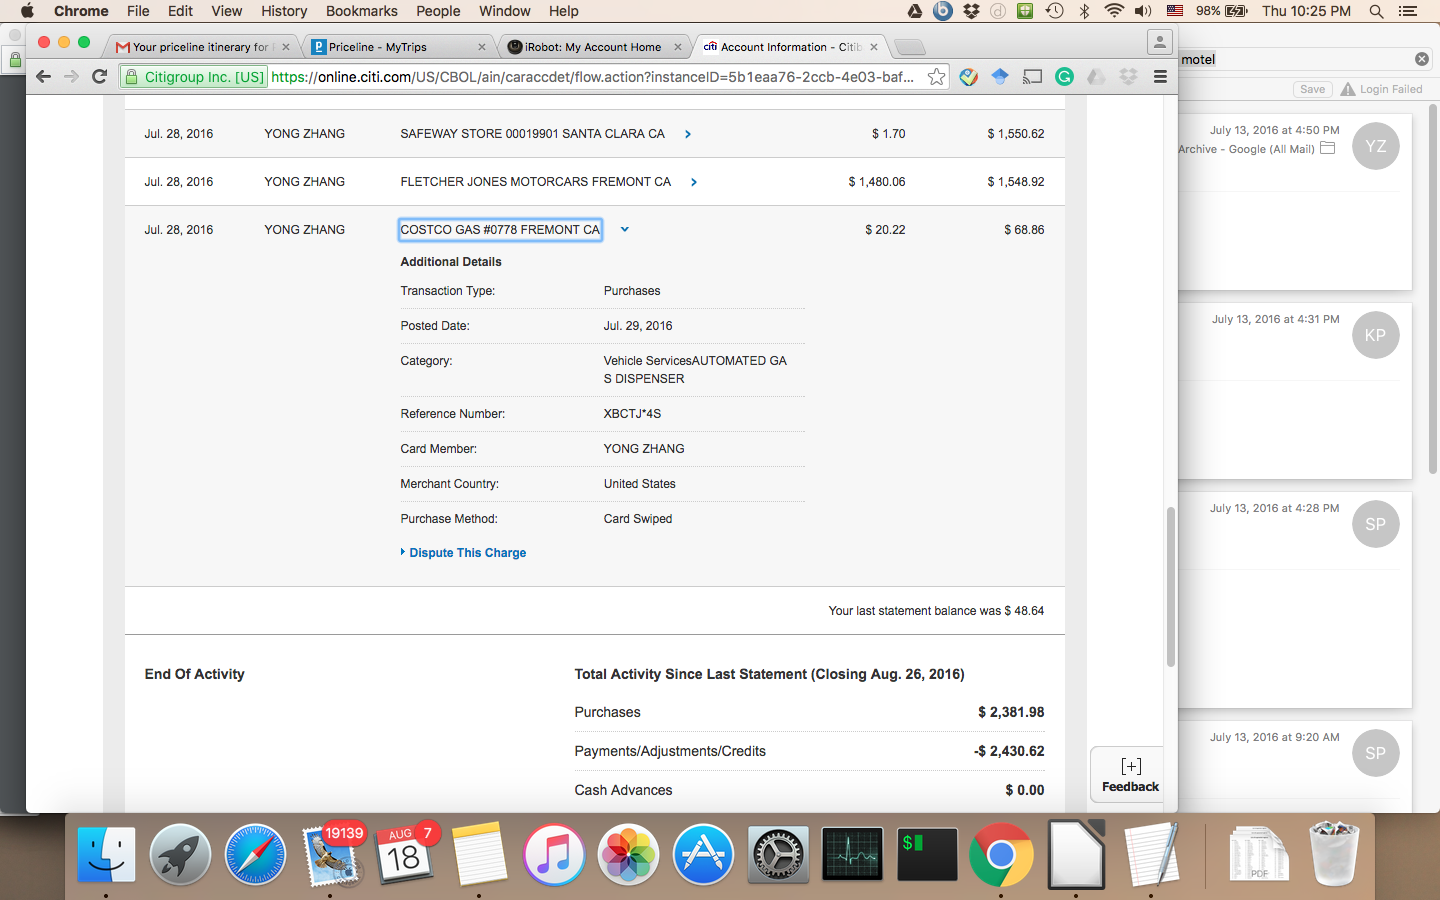 Chrome File Edit View History Bookmarks People Window Help 98% Thu 10:25 PM
Your priceline itinerary for Priceline - MyTrips iRobot: My Account Home citi Account Information - Citib
Citigroup Inc. [US] https://online.citi.com/US/CBOL/ain/caraccdet/flow.action?instanceID=5b1eaa76-2ccb-4e03-baf...
motel
Save Login Failed
Jul. 28, 2016 YONG ZHANG SAFEWAY STORE 00019901 SANTA CLARA CA $ 1.70 $ 1,550.62
Jul. 28, 2016 YONG ZHANG FLETCHER JONES MOTORCARS FREMONT CA $ 1,480.06 $ 1,548.92
Jul. 28, 2016 YONG ZHANG COSTCO GAS #0778 FREMONT CA $ 20.22 $ 68.86
Additional Details
Transaction Type: Purchases
Posted Date: Jul. 29, 2016
Category: Vehicle ServicesAUTOMATED GA
S DISPENSER
Reference Number: XBCTJ*4S
Card Member: YONG ZHANG
Merchant Country: United States
Purchase Method: Card Swiped
Dispute This Charge
Your last statement balance was $ 48.64
End Of Activity
Total Activity Since Last Statement (Closing Aug. 26, 2016)
Purchases $ 2,381.98
Payments/Adjustments/Credits -$ 2,430.62
Cash Advances $ 0.00
[+]
Feedback
July 13, 2016 at 4:50 PM
Archive - Google (All Mail)
YZ
July 13, 2016 at 4:31 PM
KP
July 13, 2016 at 4:28 PM
SP
July 13, 2016 at 9:20 AM
SP
19139
AUG 7
18
$
PDF